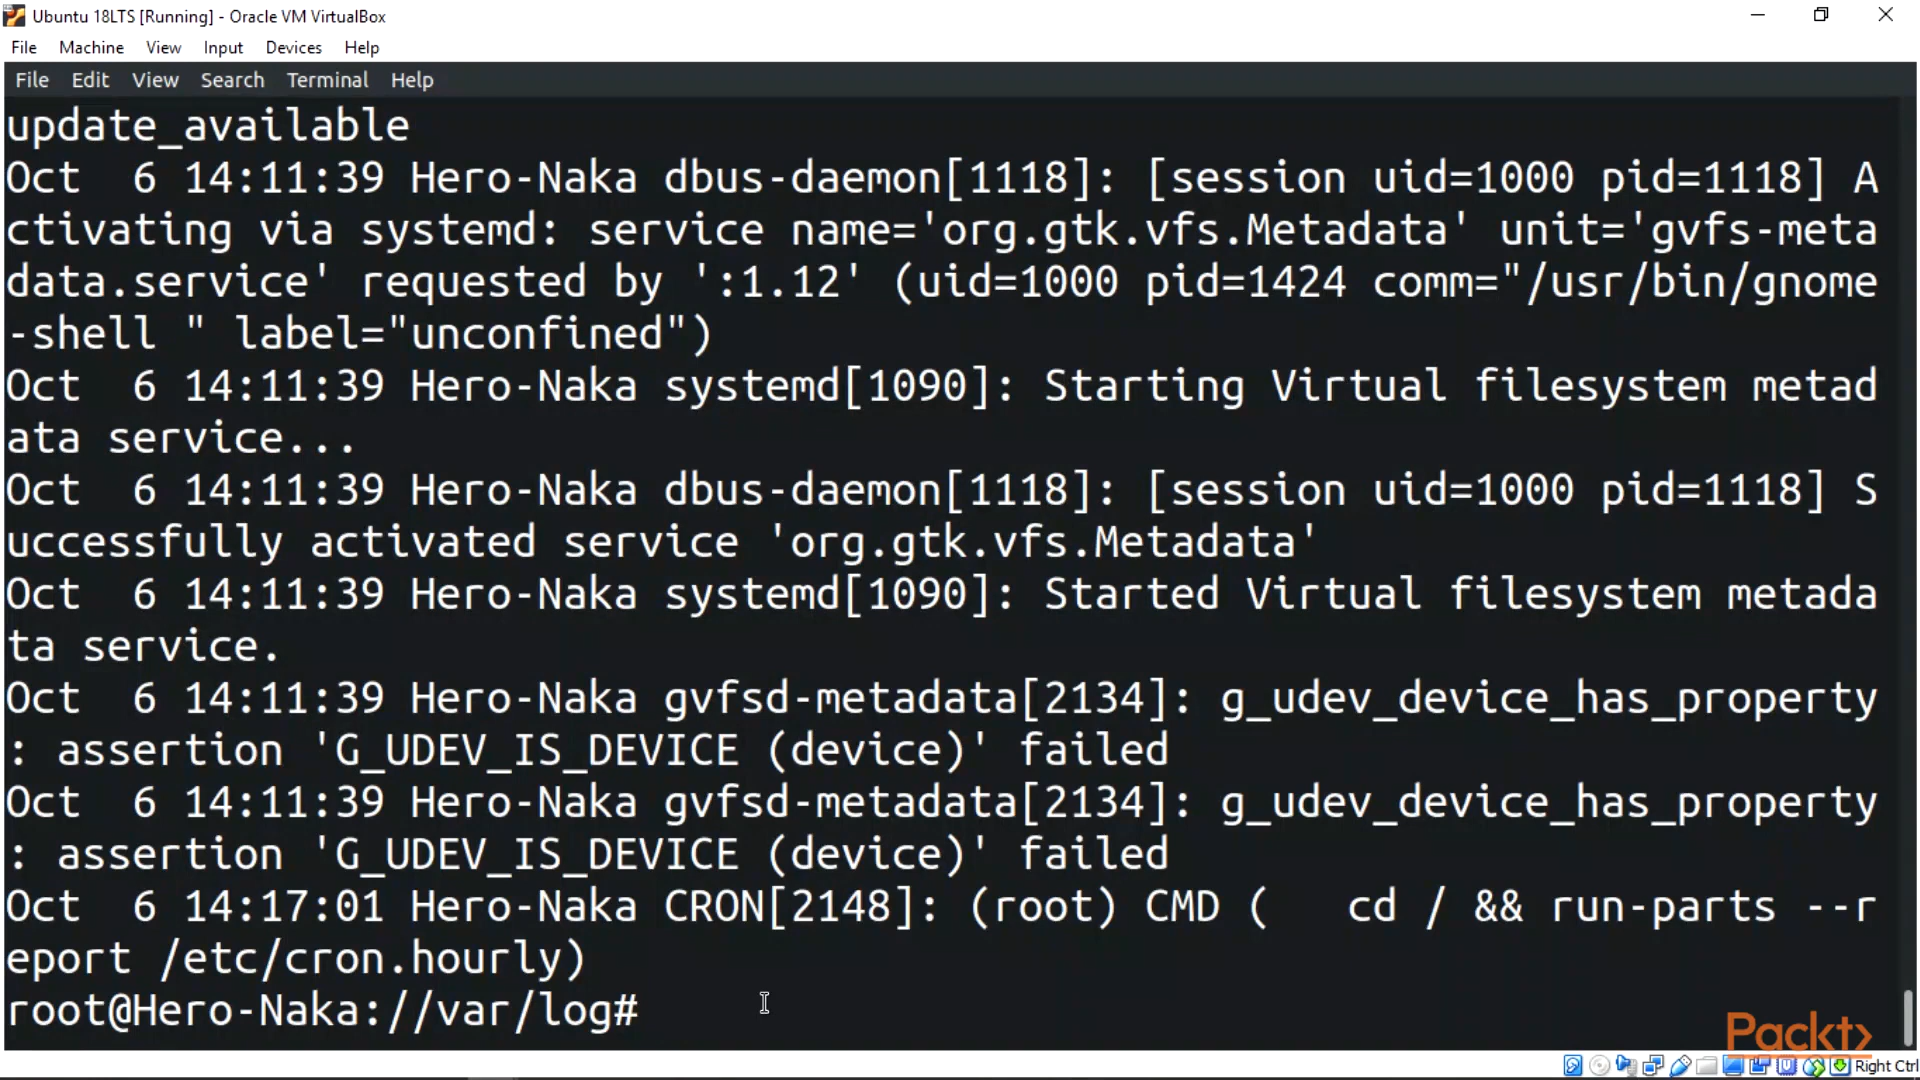 Ubuntu 18LTS [Running] - Oracle VM VirtualBox
File Machine View Input Devices Help
File Edit View Search Terminal Help
update_available
Oct  6 14:11:39 Hero-Naka dbus-daemon[1118]: [session uid=1000 pid=1118] A
ctivating via systemd: service name='org.gtk.vfs.Metadata' unit='gvfs-meta
data.service' requested by ':1.12' (uid=1000 pid=1424 comm="/usr/bin/gnome
-shell " label="unconfined")
Oct  6 14:11:39 Hero-Naka systemd[1090]: Starting Virtual filesystem metad
ata service...
Oct  6 14:11:39 Hero-Naka dbus-daemon[1118]: [session uid=1000 pid=1118] S
uccessfully activated service 'org.gtk.vfs.Metadata'
Oct  6 14:11:39 Hero-Naka systemd[1090]: Started Virtual filesystem metada
ta service.
Oct  6 14:11:39 Hero-Naka gvfsd-metadata[2134]: g_udev_device_has_property
: assertion 'G_UDEV_IS_DEVICE (device)' failed
Oct  6 14:11:39 Hero-Naka gvfsd-metadata[2134]: g_udev_device_has_property
: assertion 'G_UDEV_IS_DEVICE (device)' failed
Oct  6 14:17:01 Hero-Naka CRON[2148]: (root) CMD (   cd / && run-parts --r
eport /etc/cron.hourly)
root@Hero-Naka://var/log#
Packt>
Right Ctrl